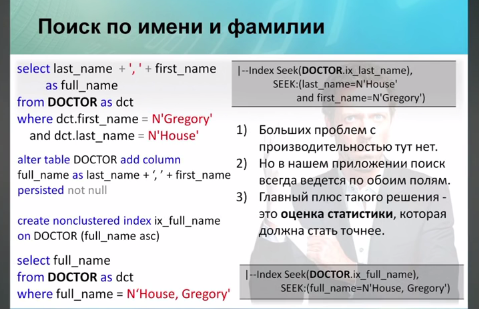 Поиск по имени и фамилии
select last_name + ', ' + first_name
as full_name
from DOCTOR as dct
where dct.first_name = N'Gregory'
and dct.last_name = N'House'
alter table DOCTOR add column
full_name as last_name + ‘, ’ + first_name
persisted not null
create nonclustered index ix_full_name
on DOCTOR (full_name asc)
select full_name
from DOCTOR as dct
where full_name = N‘House, Gregory'
|--Index Seek(DOCTOR.ix_last_name),
SEEK:(last_name=N'House'
and first_name=N'Gregory')
1) Больших проблем с
производительностью тут нет.
2) Но в нашем приложении поиск
всегда ведется по обоим полям.
3) Главный плюс такого решения -
это оценка статистики, которая
должна стать точнее.
|--Index Seek(DOCTOR.ix_full_name),
SEEK:(full_name=N'House, Gregory')